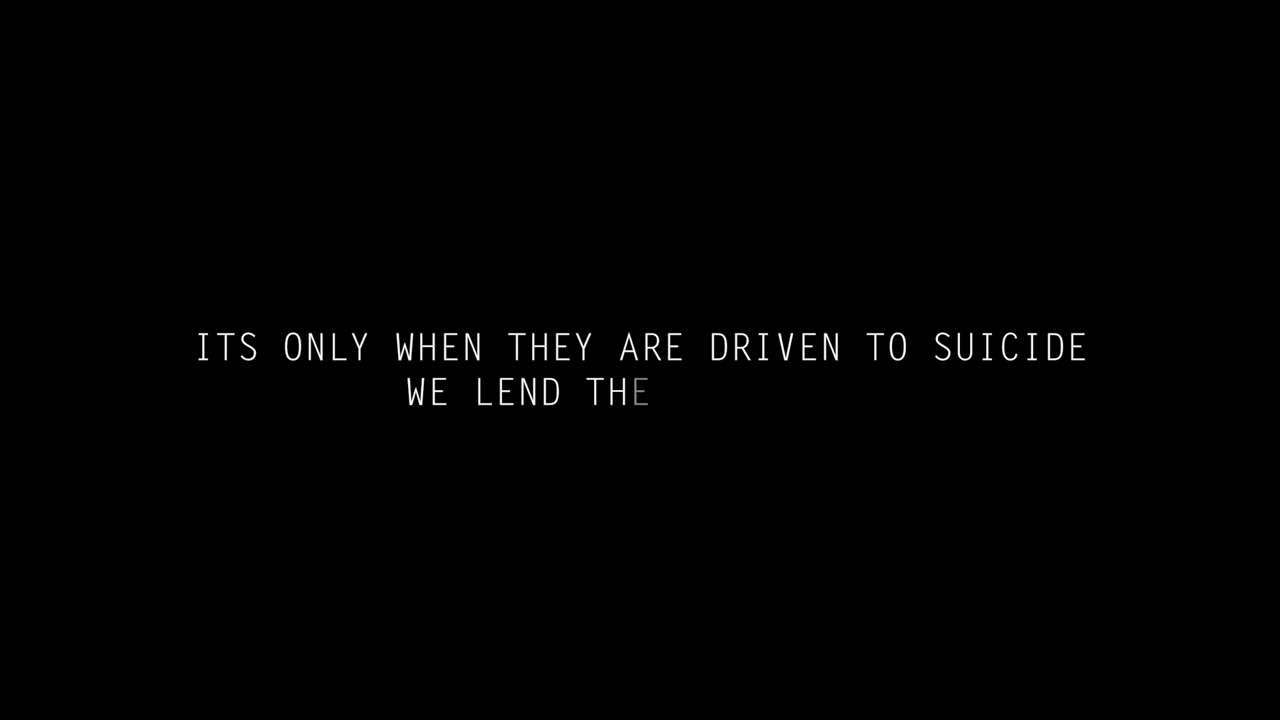 ITS ONLY WHEN THEY ARE DRIVEN TO SUICIDE
WE LEND THE